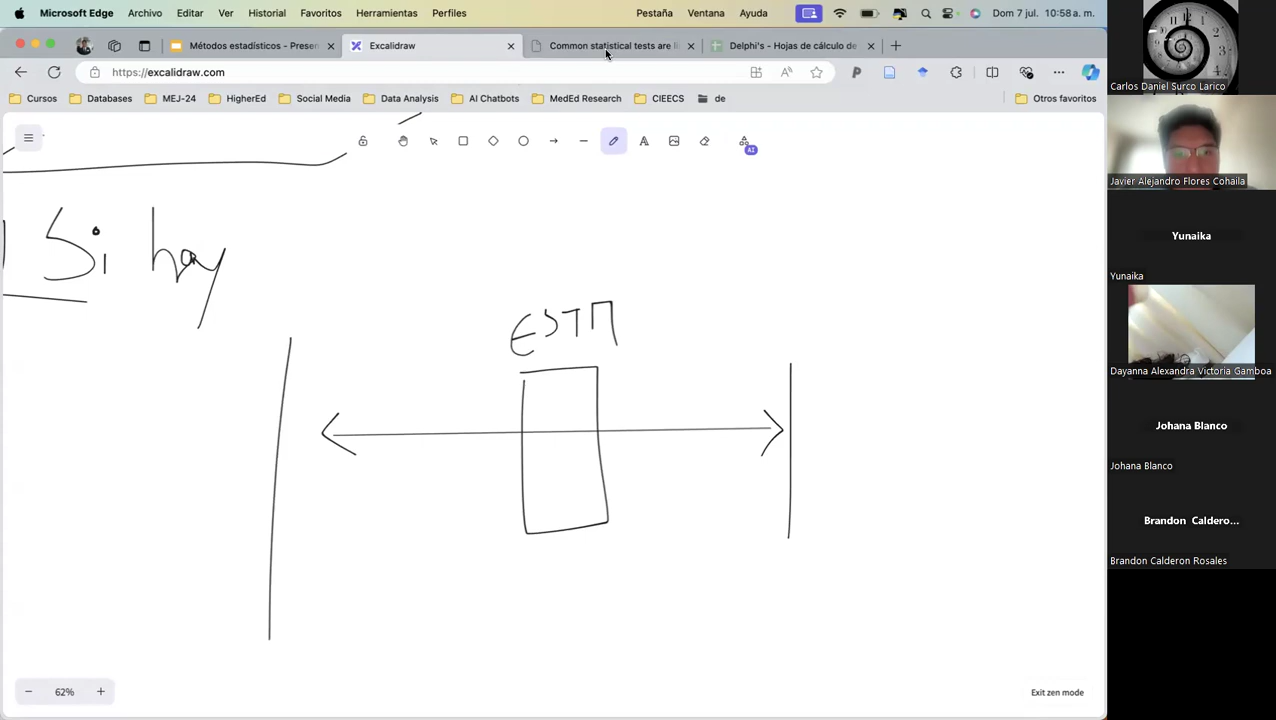 Microsoft Edge Archivo Editar Ver Historial Favoritos Herramientas Perfiles Pestaña Ventana Ayuda Dom 7 jul. 10:58 a. m.
Métodos estadísticos - Presen
Excalidraw
Common statistical tests are li
Delphi's - Hojas de cálculo de
https://excalidraw.com
Cursos Databases MEJ-24 HigherEd Social Media Data Analysis AI Chatbots MedEd Research CIEECS de Otros favoritos
AI
Si hay
ESTA
62%
Exit zen mode
Carlos Daniel Surco Larico
Javier Alejandro Flores Cohaila
Yunaika
Yunaika
Dayanna Alexandra Victoria Gamboa
Johana Blanco
Johana Blanco
Brandon Caldero...
Brandon Calderon Rosales